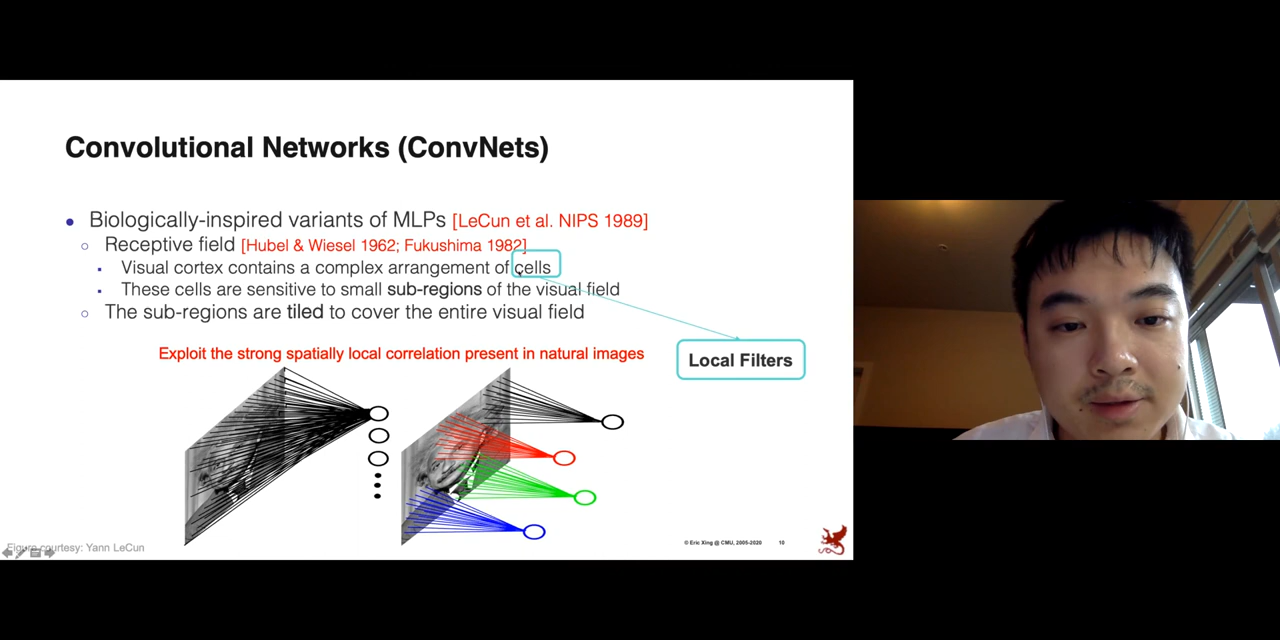 Convolutional Networks (ConvNets)
● Biologically-inspired variants of MLPs [LeCun et al. NIPS 1989]
○ Receptive field [Hubel & Wiesel 1962; Fukushima 1982]
▪ Visual cortex contains a complex arrangement of cells
▪ These cells are sensitive to small sub-regions of the visual field
○ The sub-regions are tiled to cover the entire visual field
Exploit the strong spatially local correlation present in natural images
Local Filters
Figure courtesy: Yann LeCun
© Eric Xing @ CMU, 2005-2020
10